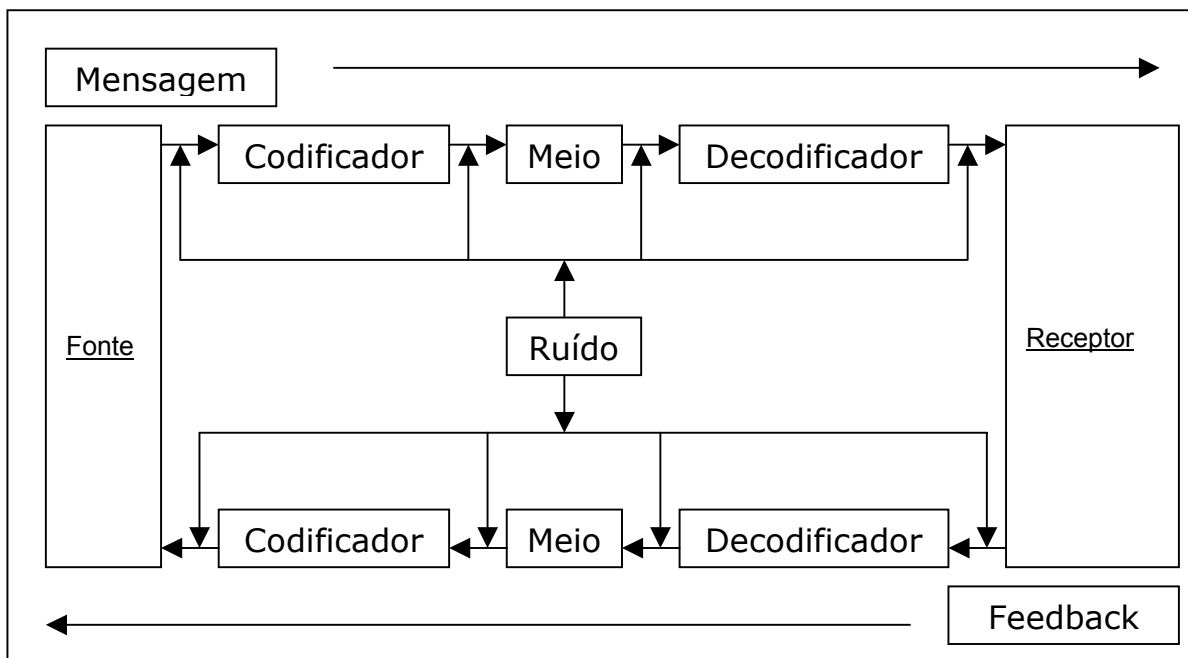 Mensagem
Codificador
Meio
Decodificador
Fonte
Ruído
Receptor
Codificador
Meio
Decodificador
Feedback